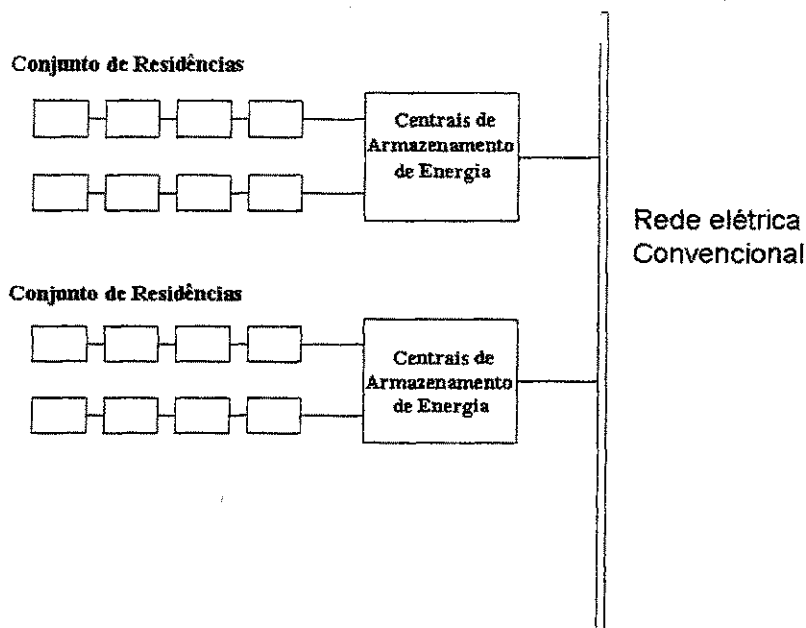 Conjunto de Residências
Centrais de
Armazenamento
de Energia
Rede elétrica
Convencional
Conjunto de Residências
Centrais de
Armazenamento
de Energia